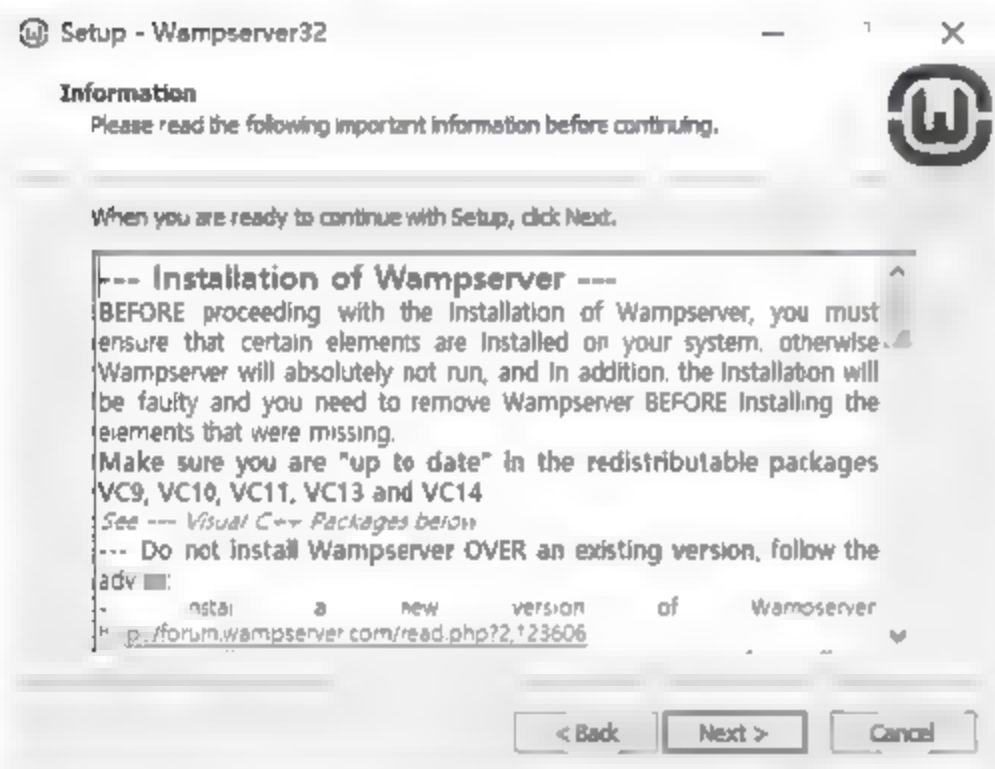 Setup - Wampserver32
Information
Please read the following important information before continuing.
When you are ready to continue with Setup, click Next.
--- Installation of Wampserver ---
BEFORE proceeding with the installation of Wampserver, you must
ensure that certain elements are installed on your system, otherwise
Wampserver will absolutely not run, and in addition, the installation will
be faulty and you need to remove Wampserver BEFORE installing the
elements that were missing.
Make sure you are "up to date" in the redistributable packages
VC9, VC10, VC11, VC13 and VC14
See --- Visual C++ Packages below
--- Do not install Wampserver OVER an existing version, follow the
a new version of Wampserver
/forum.wampserver.com/read.php?2,123606
< Back
Next >
Cancel